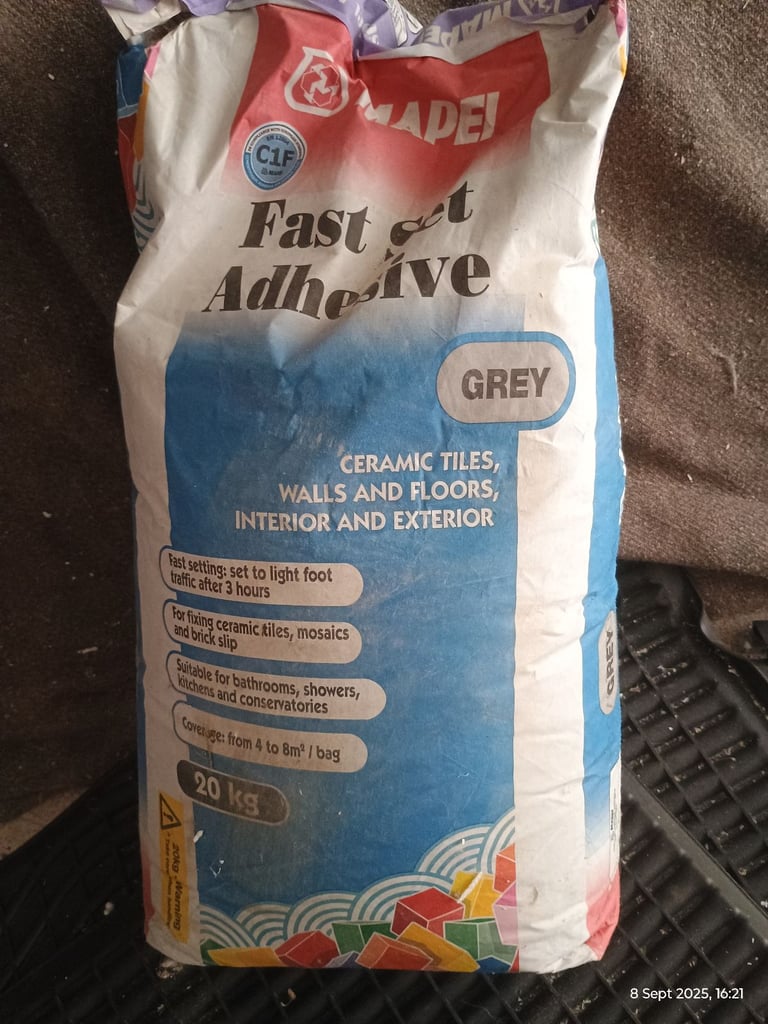 MAPEI
C1F
Fast Set
Adhesive
GREY
CERAMIC TILES,
WALLS AND FLOORS,
INTERIOR AND EXTERIOR
Fast setting: set to light foot
traffic after 3 hours
For fixing ceramic tiles, mosaics
and brick slip
Suitable for bathrooms, showers,
kitchens and conservatories
Coverage: from 4 to 8m² / bag
20 kg
20kg Warning
GREY
8 Sept 2025, 16:21